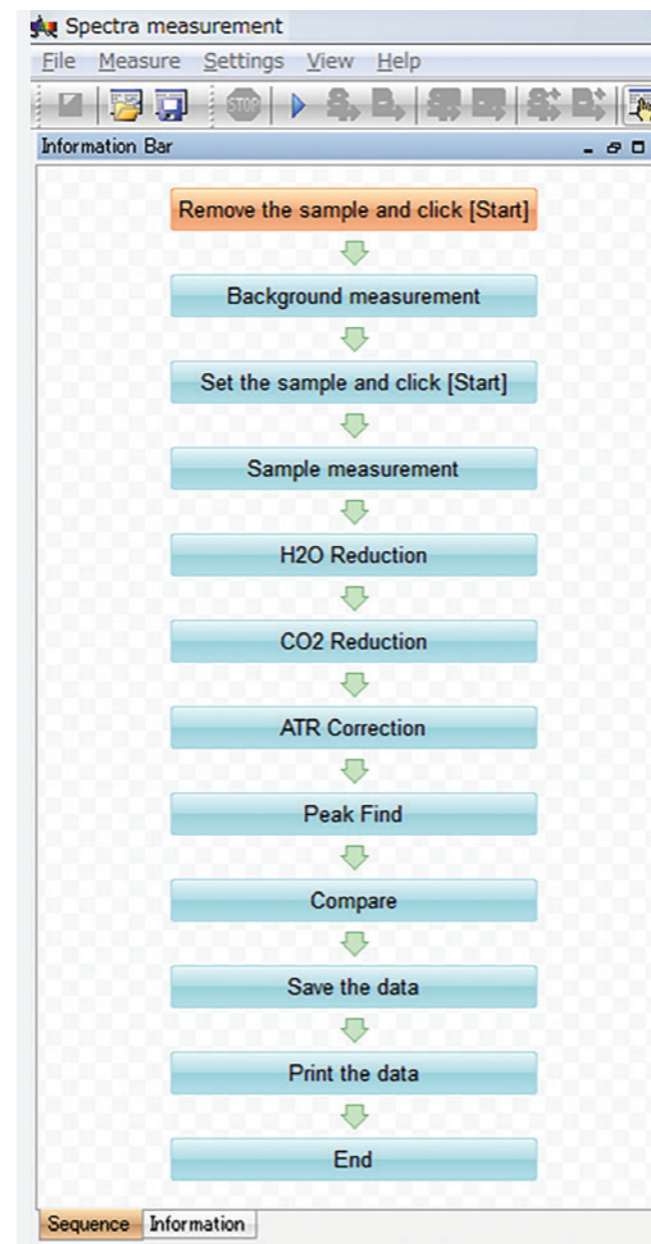 Spectra measurement
File Measure Settings View Help
STOP S B S B S B
Information Bar
Remove the sample and click [Start]
Background measurement
Set the sample and click [Start]
Sample measurement
H2O Reduction
CO2 Reduction
ATR Correction
Peak Find
Compare
Save the data
Print the data
End
Sequence Information